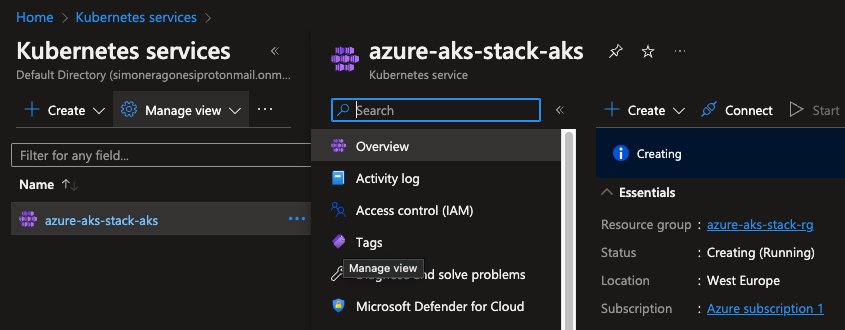 Home > Kubernetes services >
Kubernetes services «
Default Directory (simoneragonesiprotonmail.onm...
Create Manage view ...
Filter for any field...
Name ↑↓
azure-aks-stack-aks ...
azure-aks-stack-aks ...
Kubernetes service
Search «
Overview
Activity log
Access control (IAM)
Tags
Manage view
and solve problems
Microsoft Defender for Cloud
Create Connect Start
Creating
Essentials
Resource group : azure-aks-stack-rg
Status : Creating (Running)
Location : West Europe
Subscription : Azure subscription 1